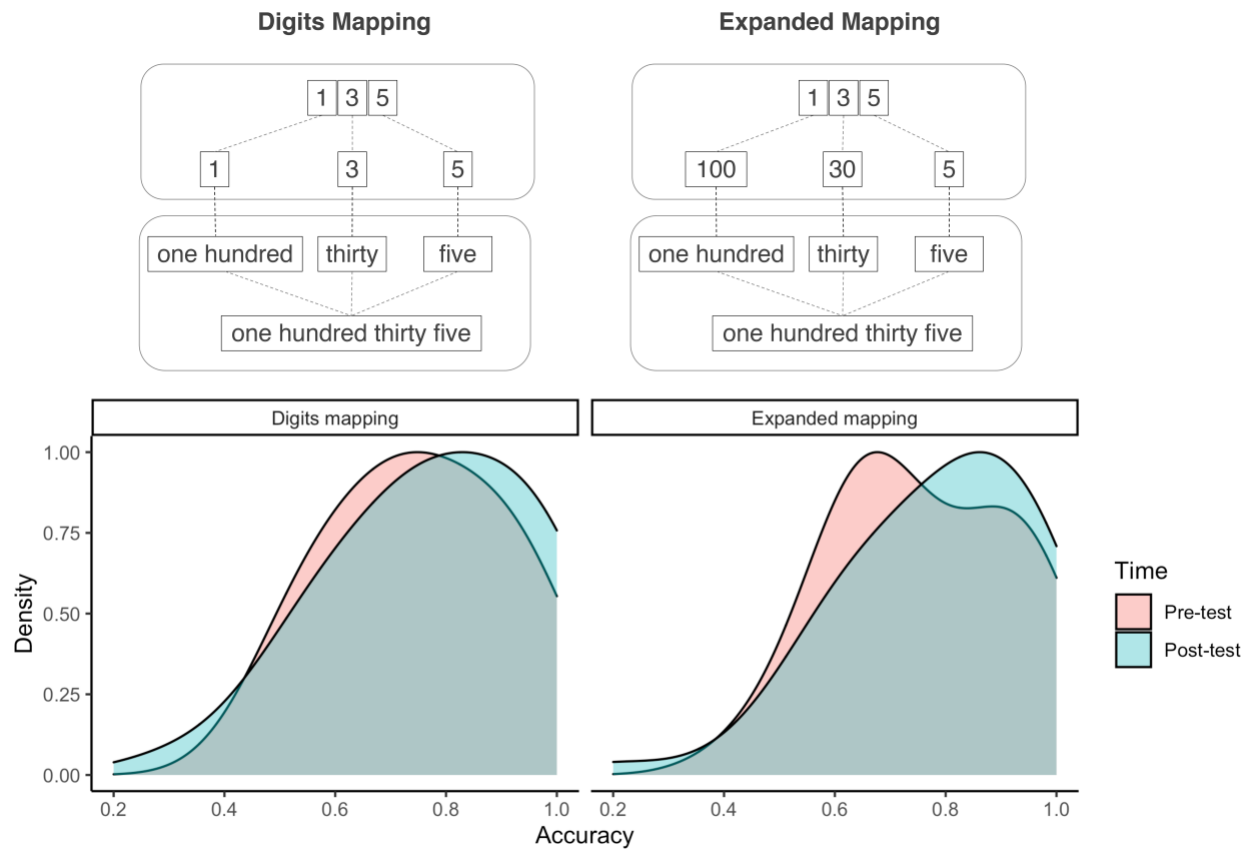 Digits Mapping
1 3 5
1 3 5
one hundred thirty five
one hundred thirty five
Expanded Mapping
1 3 5
100 30 5
one hundred thirty five
one hundred thirty five
Digits mapping
Expanded mapping
Density
1.00
0.75
0.50
0.25
0.00
0.2 0.4 0.6 0.8 1.0
0.2 0.4 0.6 0.8 1.0
Accuracy
Time
Pre-test
Post-test